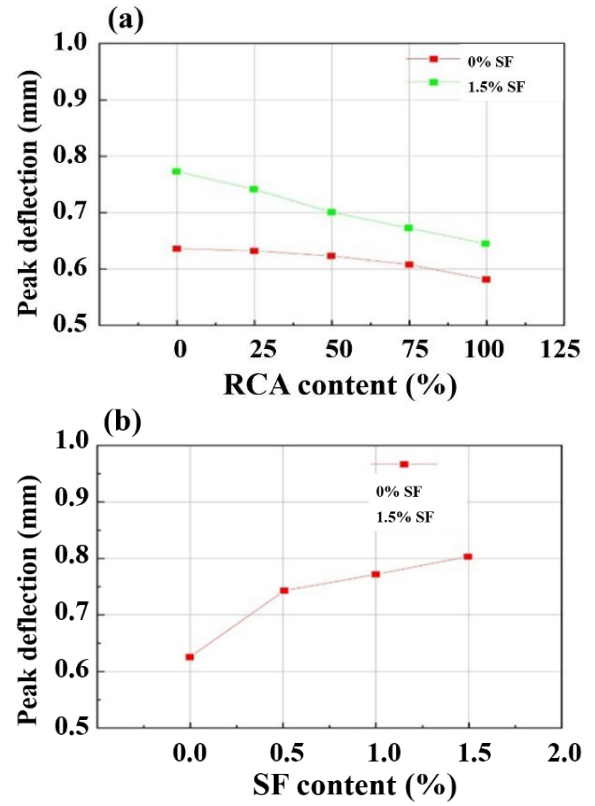 (a)
1.0
0.9
0.8
0.7
0.6
0.5
Peak deflection (mm)
0% SF
1.5% SF
0 25 50 75 100 125
RCA content (%)
(b)
1.0
0.9
0.8
0.7
0.6
0.5
Peak deflection (mm)
0% SF
1.5% SF
0.0 0.5 1.0 1.5 2.0
SF content (%)